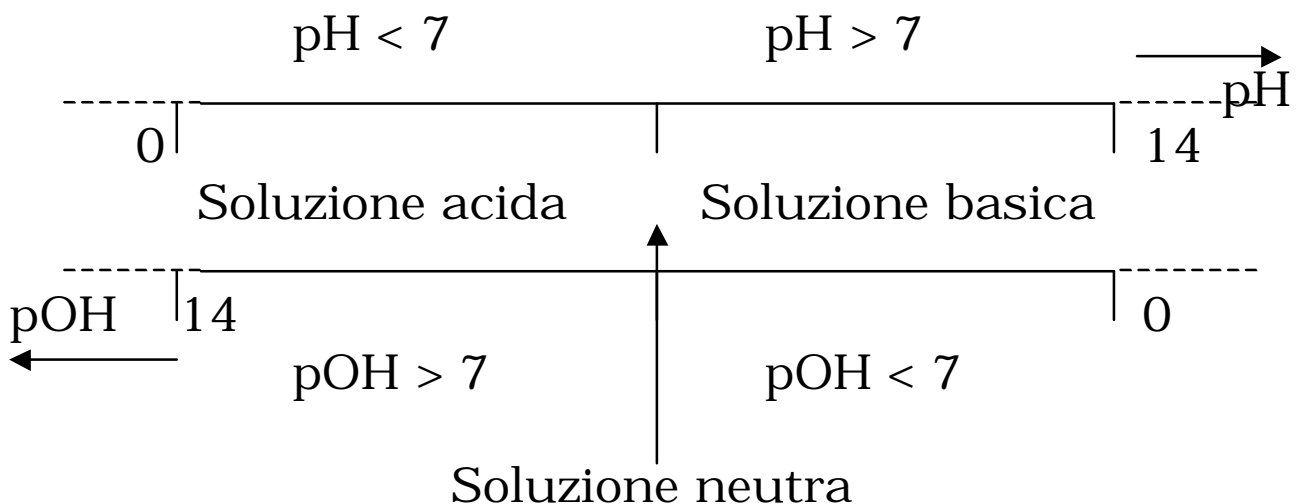 pH < 7 pH > 7
pH
0 14
Soluzione acida Soluzione basica
pOH 14 0
pOH > 7 pOH < 7
Soluzione neutra